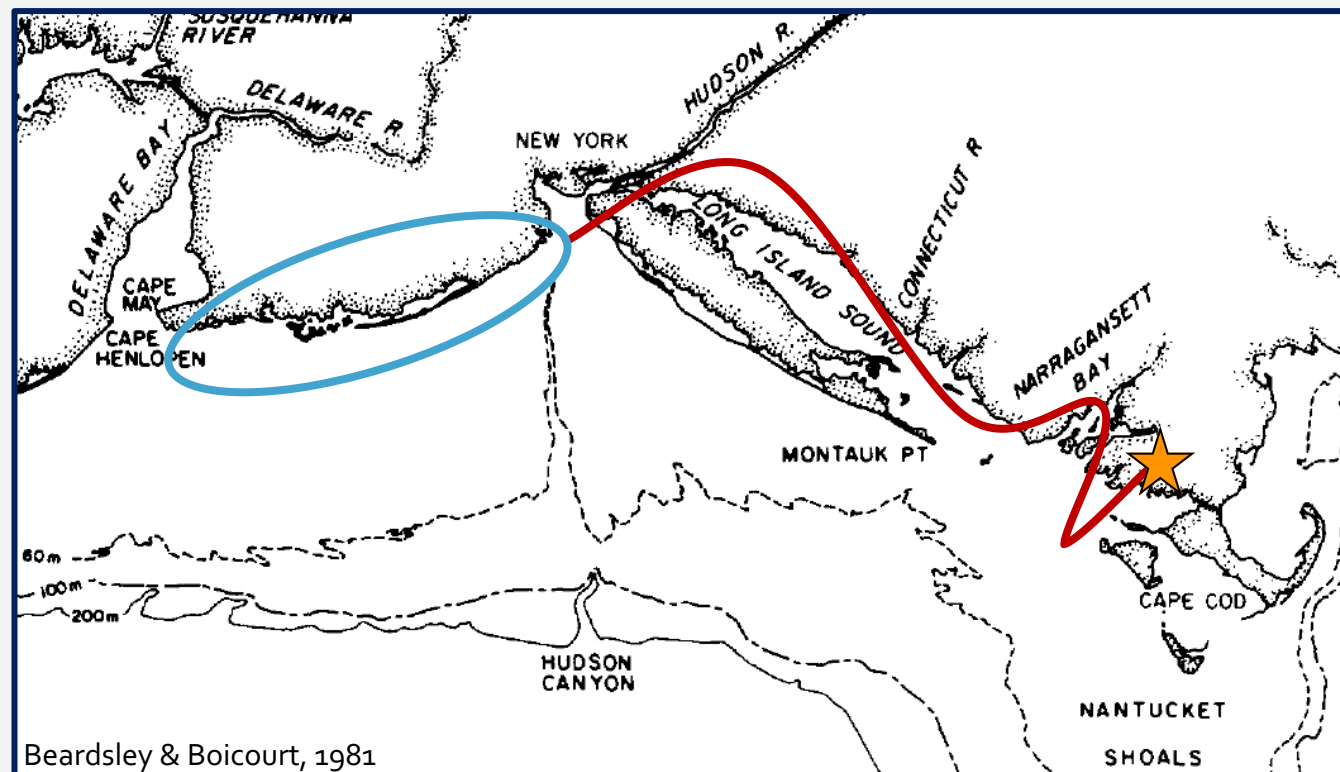 SUSQUEHANNA
RIVER
DELAWARE R.
HUDSON R.
NEW YORK
DELAWARE BAY
CONNECTICUT R
LONG ISLAND SOUND
CAPE
MAY
CAPE
HENLOPEN
NARRAGANSETT
BAY
MONTAUK PT
60m
100m
200m
CAPE COD
HUDSON
CANYON
NANTUCKET
SHOALS
Beardsley & Boicourt, 1981